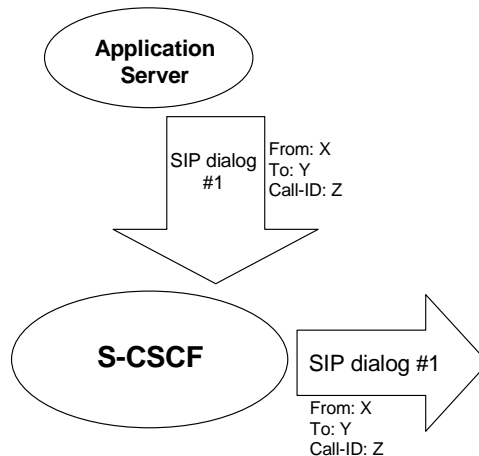 Application
Server
SIP dialog
#1
From: X
To: Y
Call-ID: Z
S-CSCF
SIP dialog #1
From: X
To: Y
Call-ID: Z